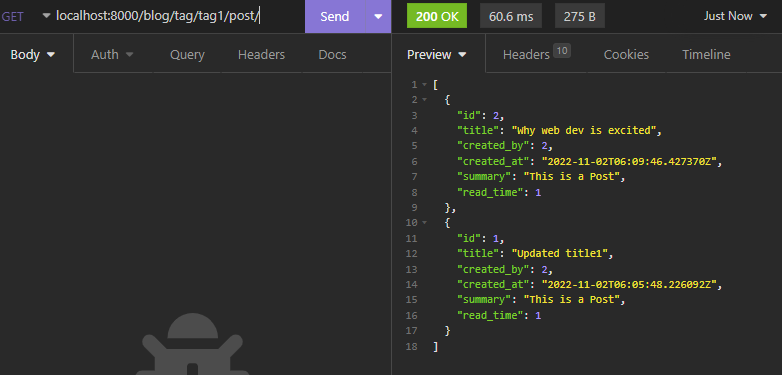 GET localhost:8000/blog/tag/tag1/post/ Send 200 OK 60.6 ms 275 B Just Now
Body Auth Query Headers Docs Preview Headers 10 Cookies Timeline
1 [
2 {
3 "id": 2,
4 "title": "Why web dev is excited",
5 "created_by": 2,
6 "created_at": "2022-11-02T06:09:46.427370Z",
7 "summary": "This is a Post",
8 "read_time": 1
9 },
10 {
11 "id": 1,
12 "title": "Updated title1",
13 "created_by": 2,
14 "created_at": "2022-11-02T06:05:48.226092Z",
15 "summary": "This is a Post",
16 "read_time": 1
17 }
18 ]